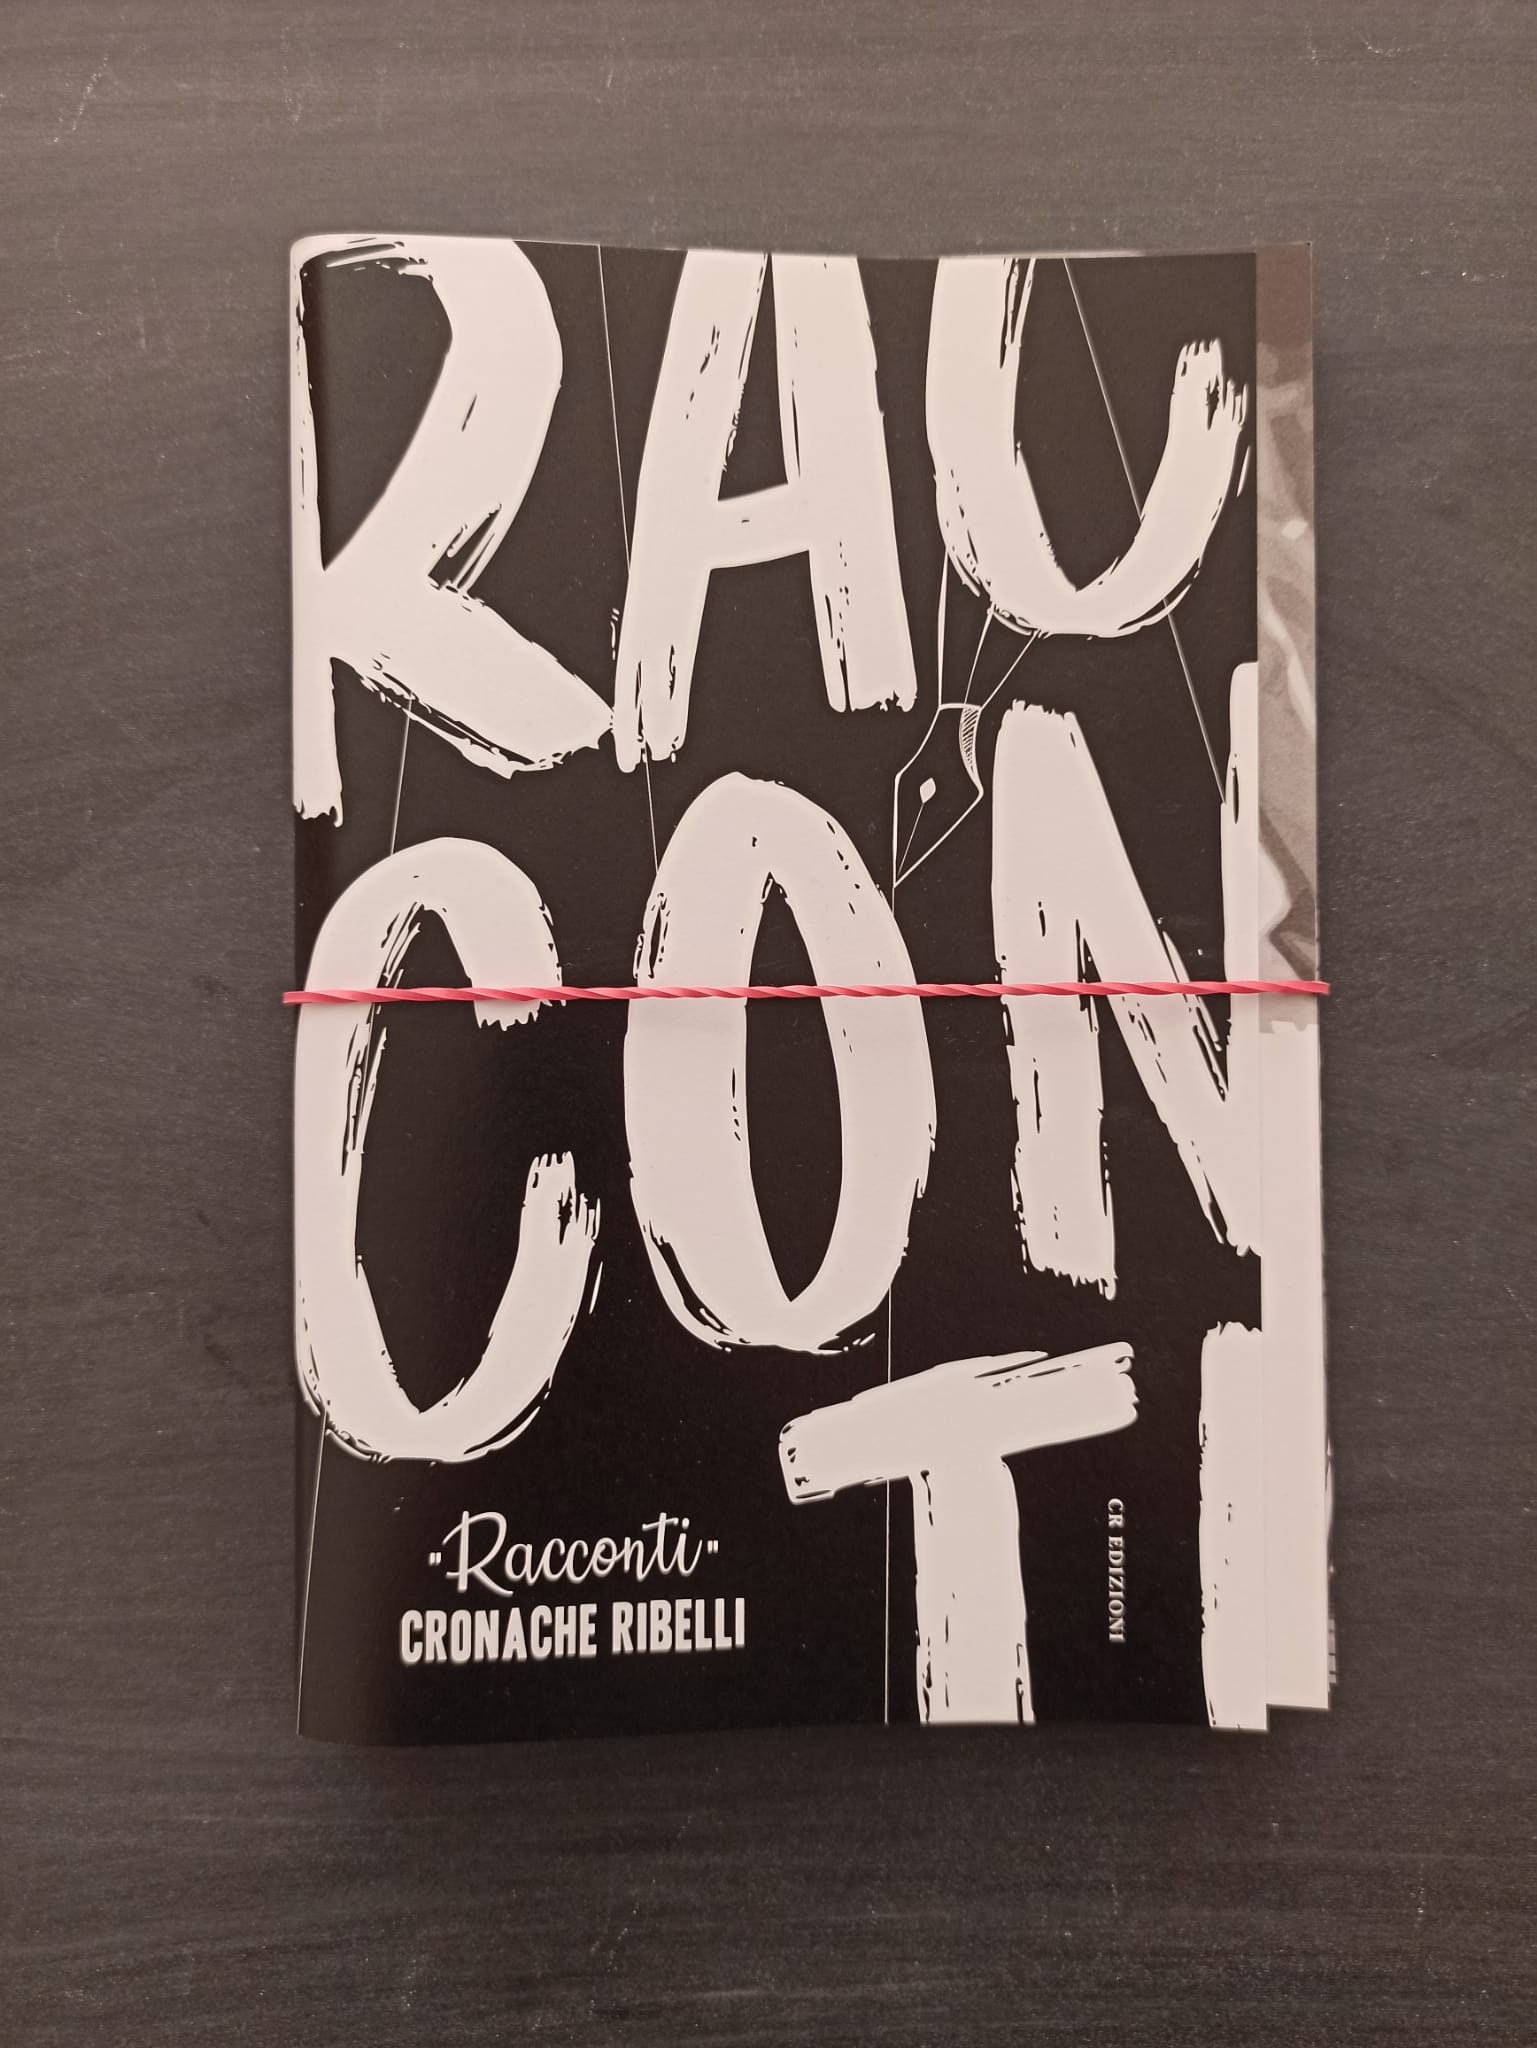 RAC
CON
TI
"Racconti"
CRONACHE RIBELLI
CR EDIZIONI